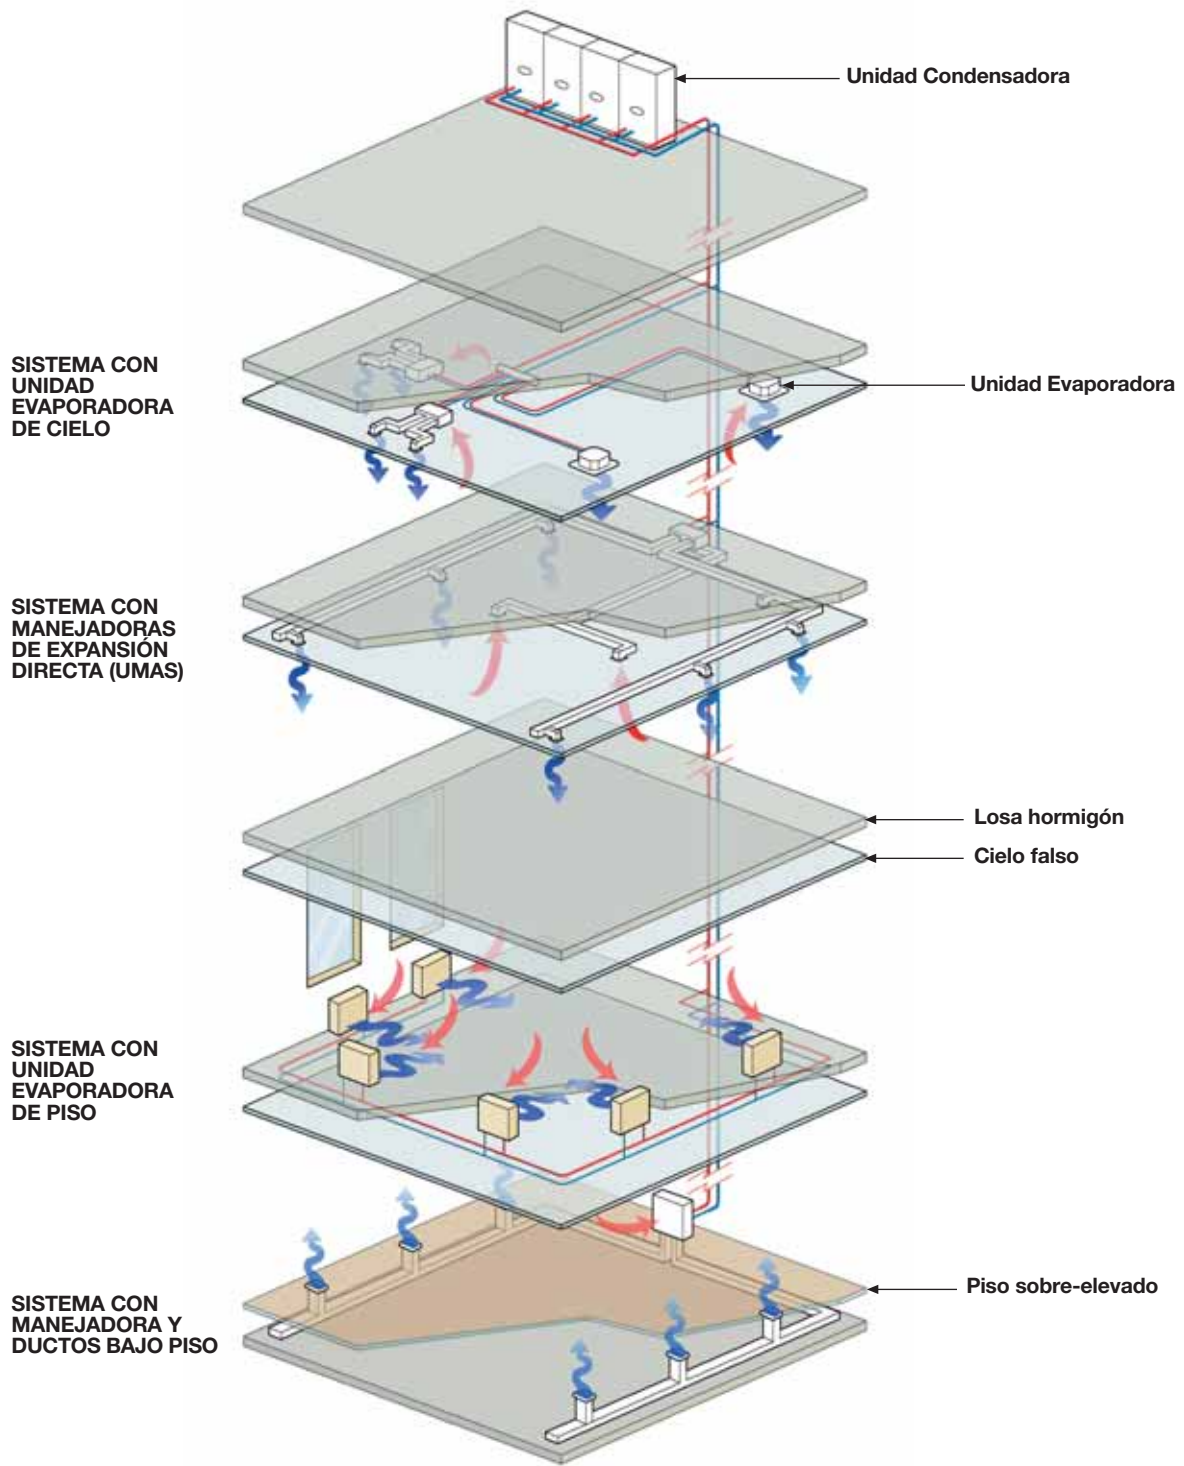 Unidad Condensadora
SISTEMA CON
UNIDAD
EVAPORADORA
DE CIELO
Unidad Evaporadora
SISTEMA CON
MANEJADORAS
DE EXPANSIÓN
DIRECTA (UMAS)
Losa hormigón
Cielo falso
SISTEMA CON
UNIDAD
EVAPORADORA
DE PISO
Piso sobre-elevado
SISTEMA CON
MANEJADORA Y
DUCTOS BAJO PISO